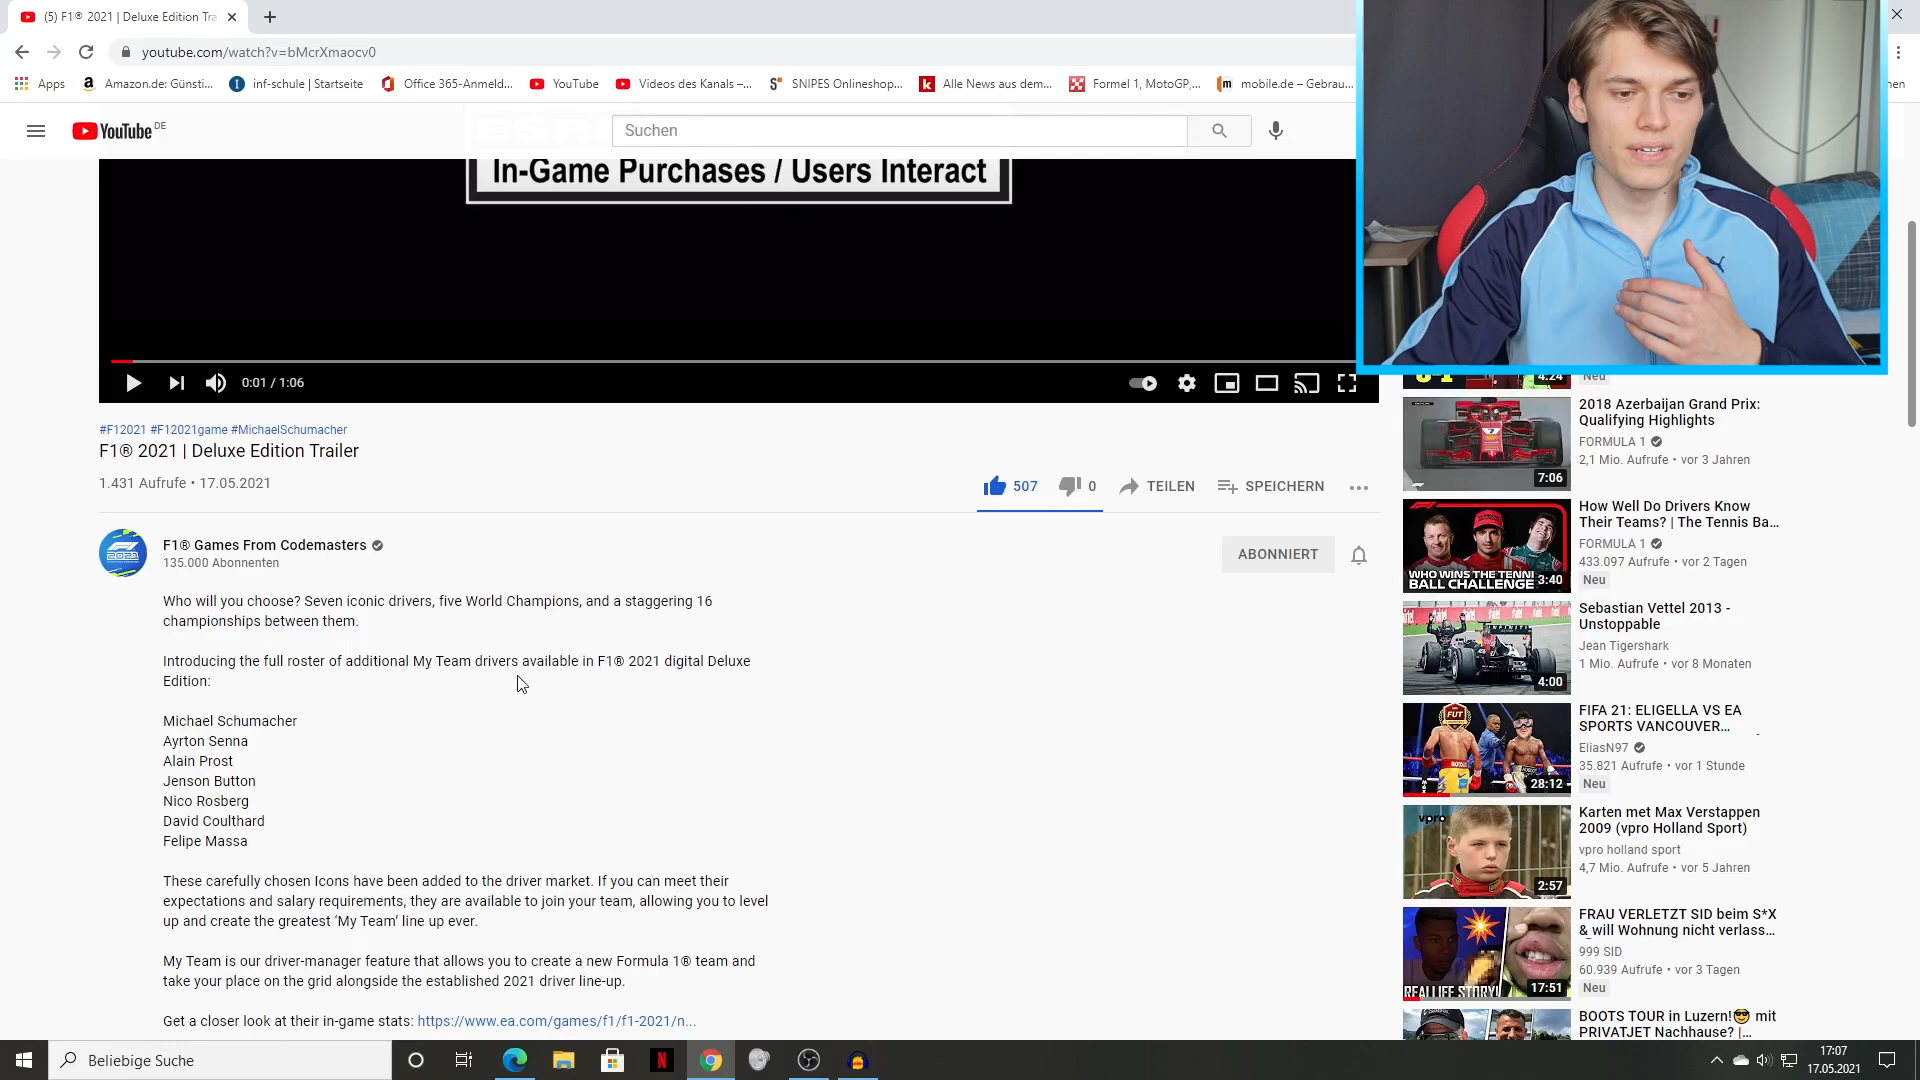 (5) F1® 2021 | Deluxe Edition Tra
youtube.com/watch?v=bMcrXmaocv0
Apps
Amazon.de: Günsti...
inf-schule | Startseite
Office 365-Anmeld...
YouTube
Videos des Kanals –...
SNIPES Onlineshop...
Alle News aus dem...
Formel 1, MotoGP,...
mobile.de – Gebrau...
YouTube DE
Suchen
In-Game Purchases / Users Interact
0:01 / 1:06
#F12021 #F12021game #MichaelSchumacher
F1® 2021 | Deluxe Edition Trailer
1.431 Aufrufe • 17.05.2021
507
0
TEILEN
SPEICHERN
F1® Games From Codemasters
135.000 Abonnenten
ABONNIERT
Who will you choose? Seven iconic drivers, five World Champions, and a staggering 16
championships between them.
Introducing the full roster of additional My Team drivers available in F1® 2021 digital Deluxe
Edition:
Michael Schumacher
Ayrton Senna
Alain Prost
Jenson Button
Nico Rosberg
David Coulthard
Felipe Massa
These carefully chosen Icons have been added to the driver market. If you can meet their
expectations and salary requirements, they are available to join your team, allowing you to level
up and create the greatest ‘My Team’ line up ever.
My Team is our driver-manager feature that allows you to create a new Formula 1® team and
take your place on the grid alongside the established 2021 driver line-up.
Get a closer look at their in-game stats: https://www.ea.com/games/f1/f1-2021/n...
4:24
Neu
7:06
2018 Azerbaijan Grand Prix:
Qualifying Highlights
FORMULA 1
2,1 Mio. Aufrufe • vor 3 Jahren
WHO WINS THE TENNI
BALL CHALLENGE
3:40
How Well Do Drivers Know
Their Teams? | The Tennis Ba...
FORMULA 1
433.097 Aufrufe • vor 2 Tagen
Neu
4:00
Sebastian Vettel 2013 -
Unstoppable
Jean Tigershark
1 Mio. Aufrufe • vor 8 Monaten
FUT
28:12
FIFA 21: ELIGELLA VS EA
SPORTS VANCOUVER...
EliasN97
35.821 Aufrufe • vor 1 Stunde
Neu
vpro
2:57
Karten met Max Verstappen
2009 (vpro Holland Sport)
vpro holland sport
4,7 Mio. Aufrufe • vor 5 Jahren
REALLIFE STORY!
17:51
FRAU VERLETZT SID beim S*X
& will Wohnung nicht verlass...
999 SID
60.939 Aufrufe • vor 3 Tagen
Neu
BOOTS TOUR in Luzern!😎 mit
PRIVATJET Nachhause? |...
Beliebige Suche
17:07
17.05.2021